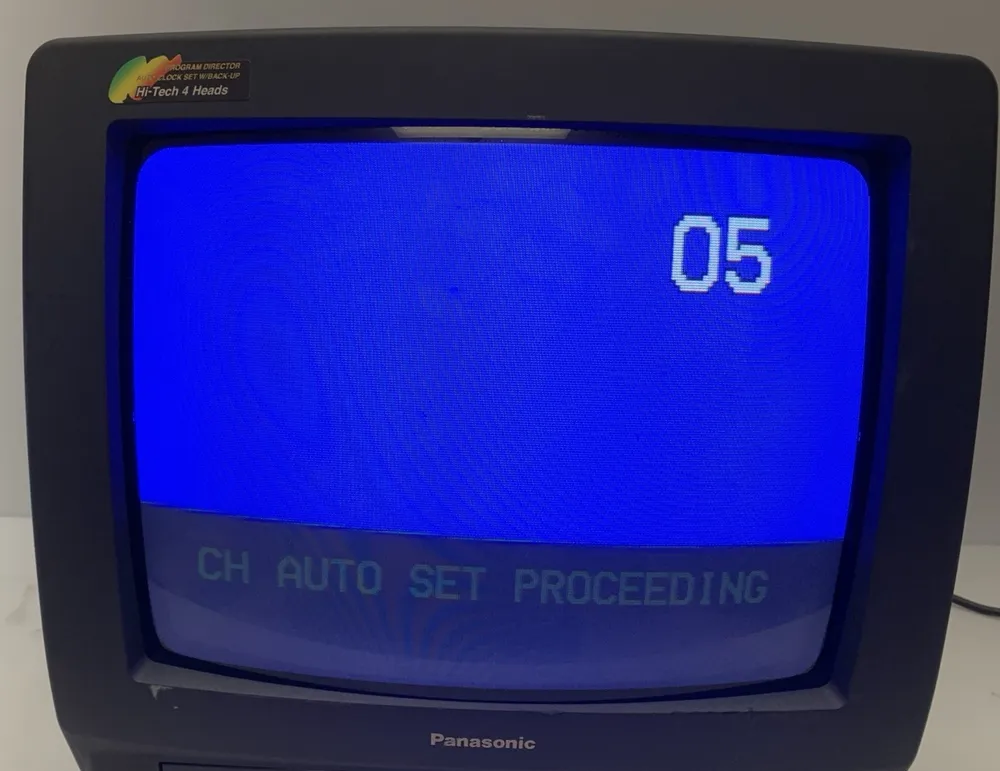 PROGRAM DIRECTOR
CLOCK SET W/BACK-UP
Hi-Tech 4 Heads
05
CH AUTO SET PROCEEDING
Panasonic